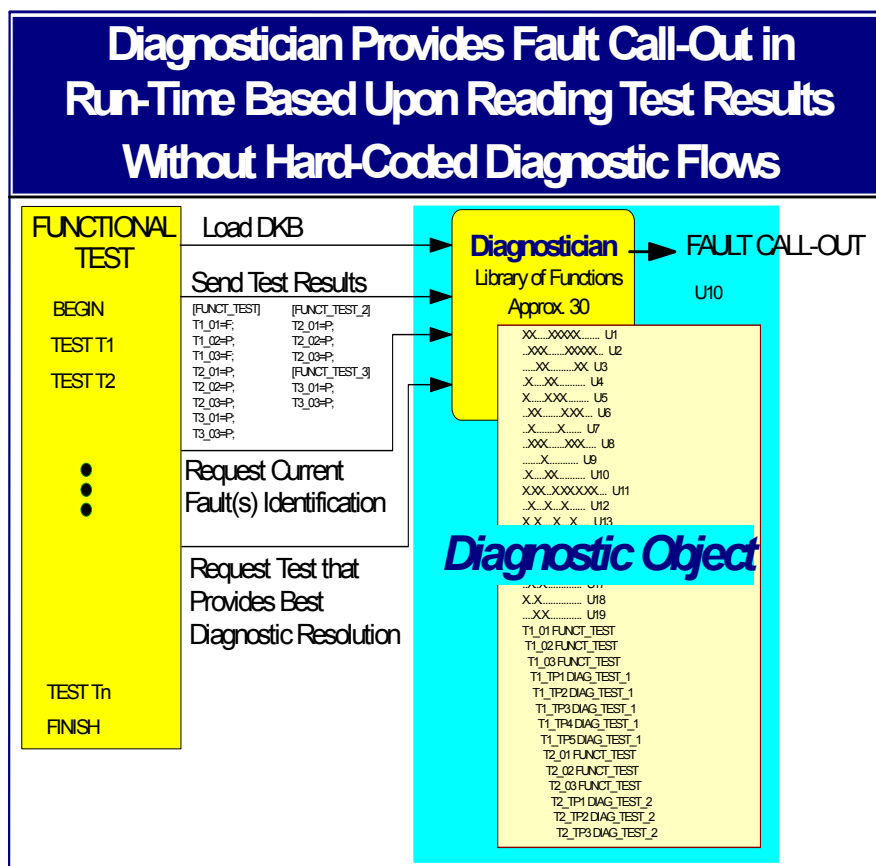 Diagnostician Provides Fault Call-Out in
Run-Time Based Upon Reading Test Results
Without Hard-Coded Diagnostic Flows
FUNCTIONAL
TEST
BEGIN
TEST T1
TEST T2
TEST Tn
FINISH
Load DKB
Send Test Results
[FUNCT_TEST]
T1_01=F;
T1_02=P;
T1_03=F;
T2_01=P;
T2_02=P;
T2_03=P;
T3_01=P;
T3_03=P;
[FUNCT_TEST_2]
T2_01=P;
T2_02=P;
T2_03=P;
[FUNCT_TEST_3]
T3_01=P;
T3_03=P;
Request Current
Fault(s) Identification
Request Test that
Provides Best
Diagnostic Resolution
Diagnostician
Library of Functions
Approx. 30
FAULT CALL-OUT
U10
XX....XXXXX....... U1
..XXX......XXXXX... U2
.....XX.........XX. U3
.X....XX........... U4
X.....XXX......... U5
..XX.......XXX.... U6
..X........X...... U7
..XXX......XXX..... U8
.......X........... U9
.X....XX........... U10
XXX...XXXXXX.... U11
..X...X...X....... U12
X.X....X...X..... U13
Diagnostic Object
..X.X.............. U17
X..X.............. U18
....XX............ U19
T1_01 FUNCT_TEST
T1_02 FUNCT_TEST
T1_03 FUNCT_TEST
T1_TP1 DIAG_TEST_1
T1_TP2 DIAG_TEST_1
T1_TP3 DIAG_TEST_1
T1_TP4 DIAG_TEST_1
T1_TP5 DIAG_TEST_1
T2_01 FUNCT_TEST
T2_02 FUNCT_TEST
T2_03 FUNCT_TEST
T2_TP1 DIAG_TEST_2
T2_TP2 DIAG_TEST_2
T2_TP3 DIAG_TEST_2